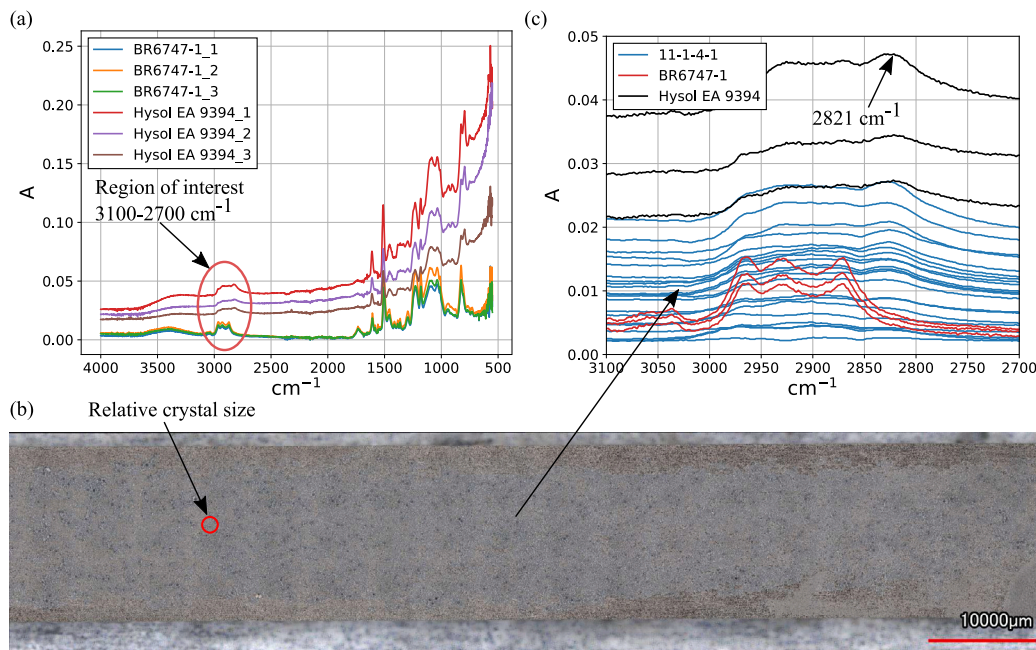 (a)
A
0.25
0.20
0.15
0.10
0.05
0.00
BR6747-1_1
BR6747-1_2
BR6747-1_3
Hysol EA 9394_1
Hysol EA 9394_2
Hysol EA 9394_3
Region of interest
3100-2700 cm⁻¹
4000 3500 3000 2500 2000 1500 1000 500
cm⁻¹
(c)
A
0.05
0.04
0.03
0.02
0.01
0.00
11-1-4-1
BR6747-1
Hysol EA 9394
2821 cm⁻¹
3100 3050 3000 2950 2900 2850 2800 2750 2700
cm⁻¹
(b)
Relative crystal size
10000μm